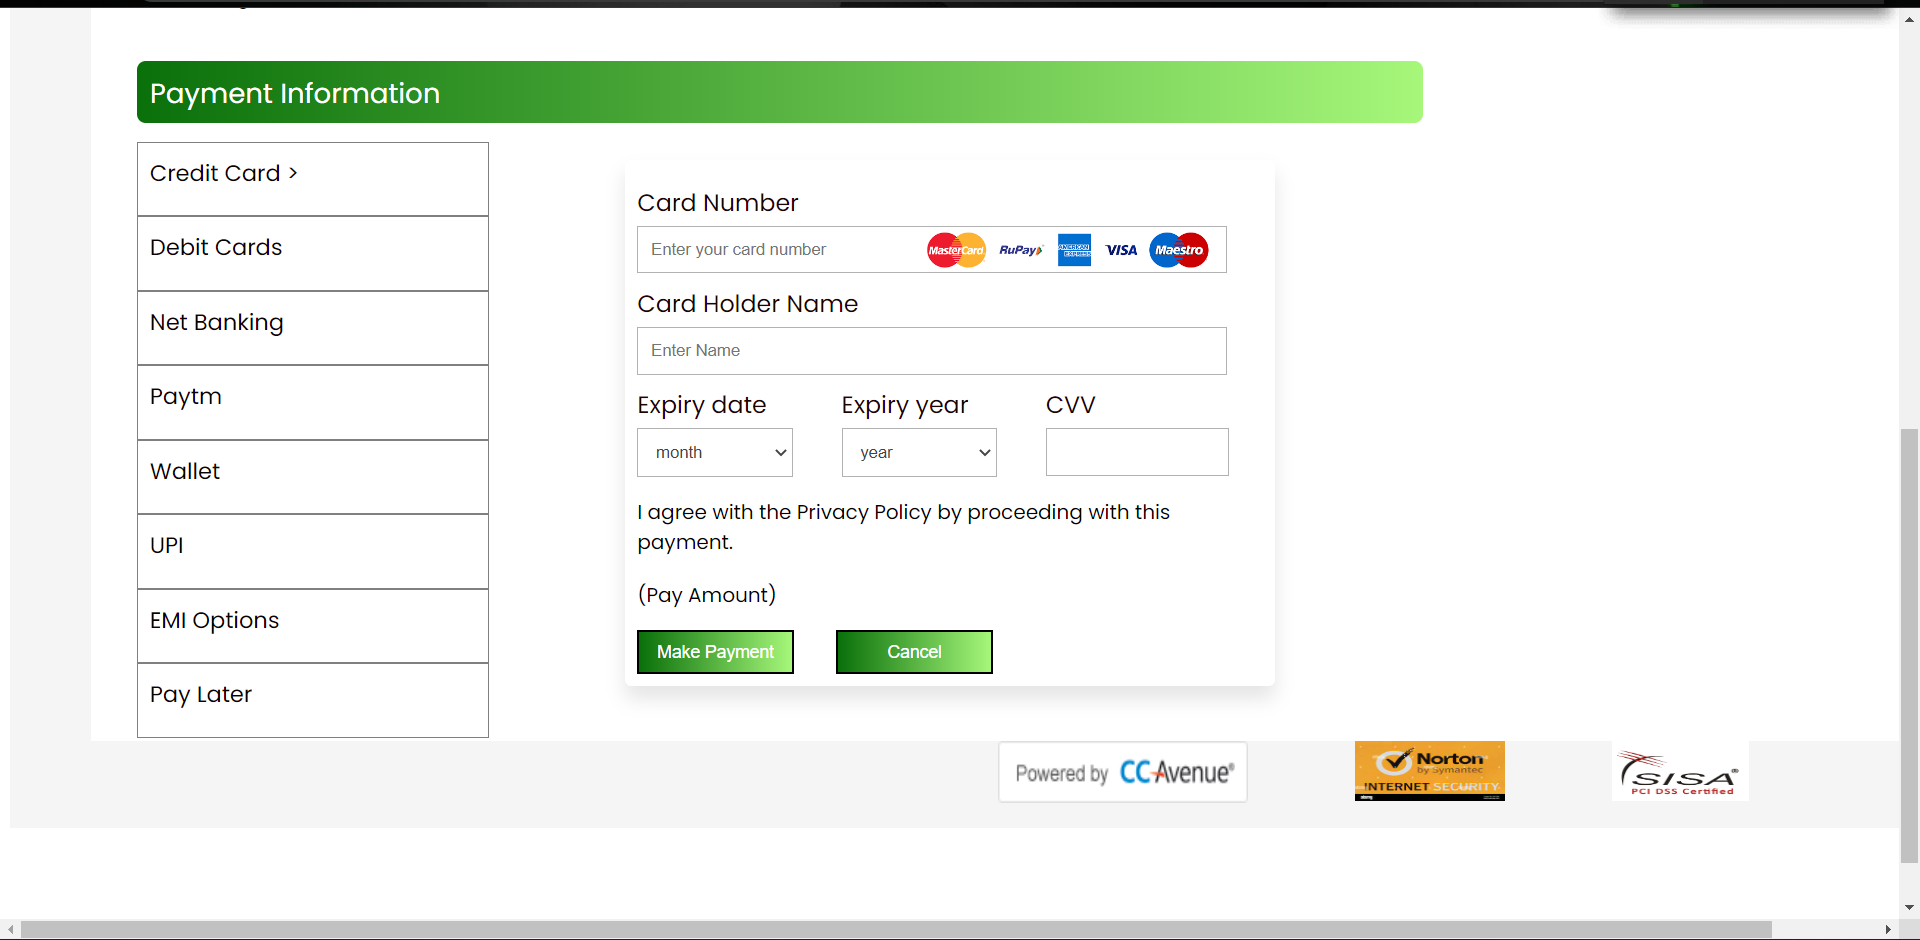 Payment Information
Credit Card >
Debit Cards
Net Banking
Paytm
Wallet
UPI
EMI Options
Pay Later
Card Number
Enter your card number
MasterCard RuPay AMERICAN EXPRESS VISA Maestro
Card Holder Name
Enter Name
Expiry date Expiry year CVV
month year
I agree with the Privacy Policy by proceeding with this
payment.
(Pay Amount)
Make Payment Cancel
Powered by CCAvenue®
Norton
by Symantec
INTERNET SECURITY
SISA®
PCI DSS Certified